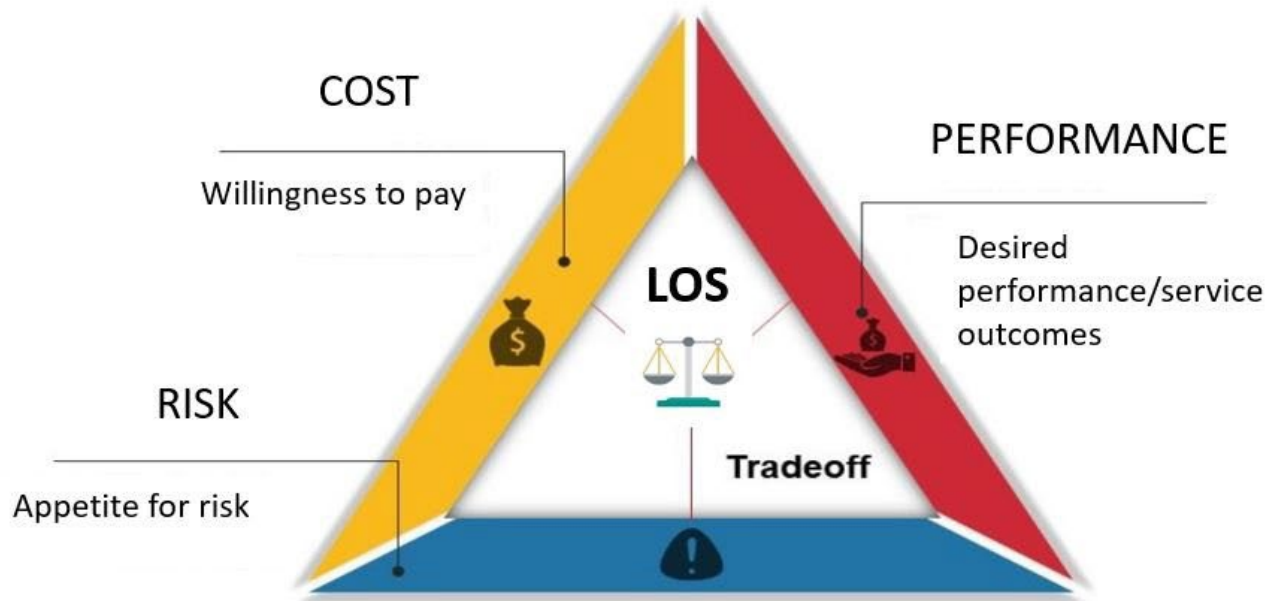 COST
Willingness to pay
PERFORMANCE
Desired
performance/service
outcomes
LOS
$
$
Tradeoff
RISK
Appetite for risk
!